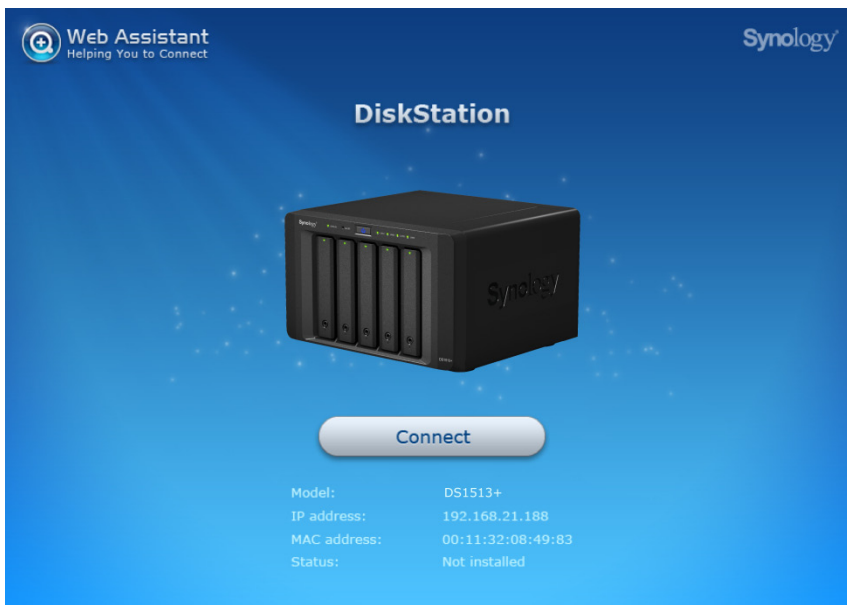 Web Assistant
Helping You to Connect
Synology
DiskStation
Synology
Synology
Connect
Model: DS1513+
IP address: 192.168.21.188
MAC address: 00:11:32:08:49:83
Status: Not installed